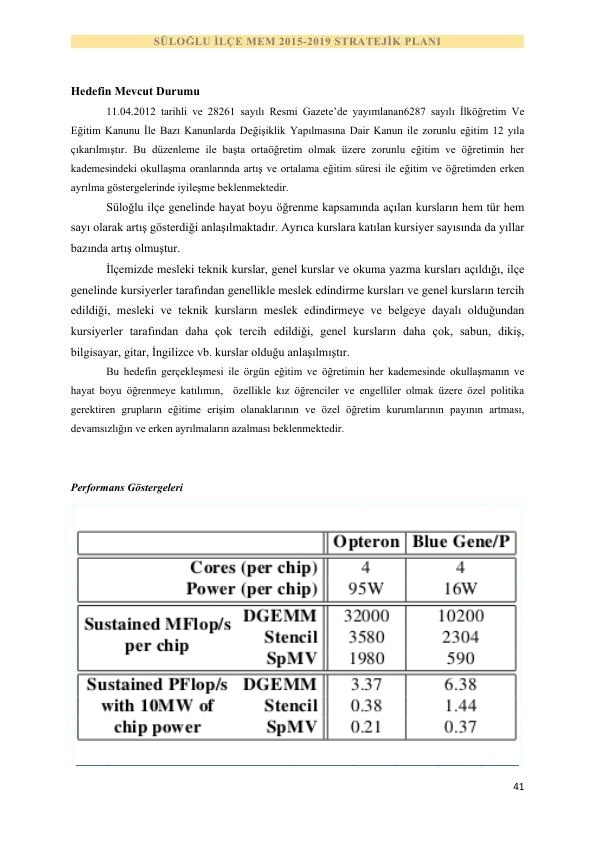 SÜLOĞLU İLÇE MEM 2015-2019 STRATEJİK PLANI
Hedefin Mevcut Durumu
11.04.2012 tarihli ve 28261 sayılı Resmi Gazete’de yayımlanan6287 sayılı İlköğretim Ve
Eğitim Kanunu İle Bazı Kanunlarda Değişiklik Yapılmasına Dair Kanun ile zorunlu eğitim 12 yıla
çıkarılmıştır. Bu düzenleme ile başta ortaöğretim olmak üzere zorunlu eğitim ve öğretimin her
kademesindeki okullaşma oranlarında artış ve ortalama eğitim süresi ile eğitim ve öğretimden erken
ayrılma göstergelerinde iyileşme beklenmektedir.
Süloğlu ilçe genelinde hayat boyu öğrenme kapsamında açılan kursların hem tür hem
sayı olarak artış gösterdiği anlaşılmaktadır. Ayrıca kurslara katılan kursiyer sayısında da yıllar
bazında artış olmuştur.
İlçemizde mesleki teknik kurslar, genel kurslar ve okuma yazma kursları açıldığı, ilçe
genelinde kursiyerler tarafından genellikle meslek edindirme kursları ve genel kursların tercih
edildiği, mesleki ve teknik kursların meslek edindirmeye ve belgeye dayalı olduğundan
kursiyerler tarafından daha çok tercih edildiği, genel kursların daha çok, sabun, dikiş,
bilgisayar, gitar, İngilizce vb. kurslar olduğu anlaşılmıştır.
Bu hedefin gerçekleşmesi ile örgün eğitim ve öğretimin her kademesinde okullaşmanın ve
hayat boyu öğrenmeye katılımın, özellikle kız öğrenciler ve engelliler olmak üzere özel politika
gerektiren grupların eğitime erişim olanaklarının ve özel öğretim kurumlarının payının artması,
devamsızlığın ve erken ayrılmaların azalması beklenmektedir.
Performans Göstergeleri
Opteron Blue Gene/P
Cores (per chip) 4 4
Power (per chip) 95W 16W
Sustained MFlop/s per chip DGEMM 32000 10200
Stencil 3580 2304
SpMV 1980 590
Sustained PFlop/s DGEMM 3.37 6.38
with 10MW of Stencil 0.38 1.44
chip power SpMV 0.21 0.37
41